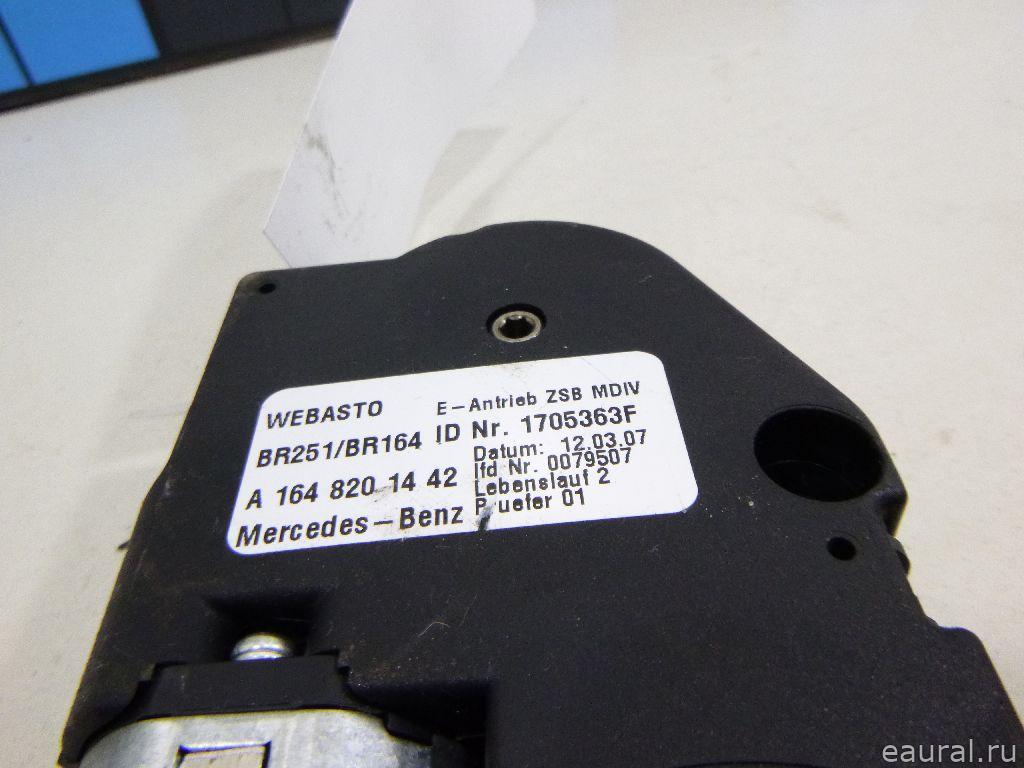 WEBASTO E-Antrieb ZSB MDIV
BR251/BR164 ID Nr. 1705363F
Datum: 12.03.07
A 164 820 14 42 lfd Nr. 0079507
Lebenslauf 2
Mercedes-Benz Pruefer 01
eaural.ru